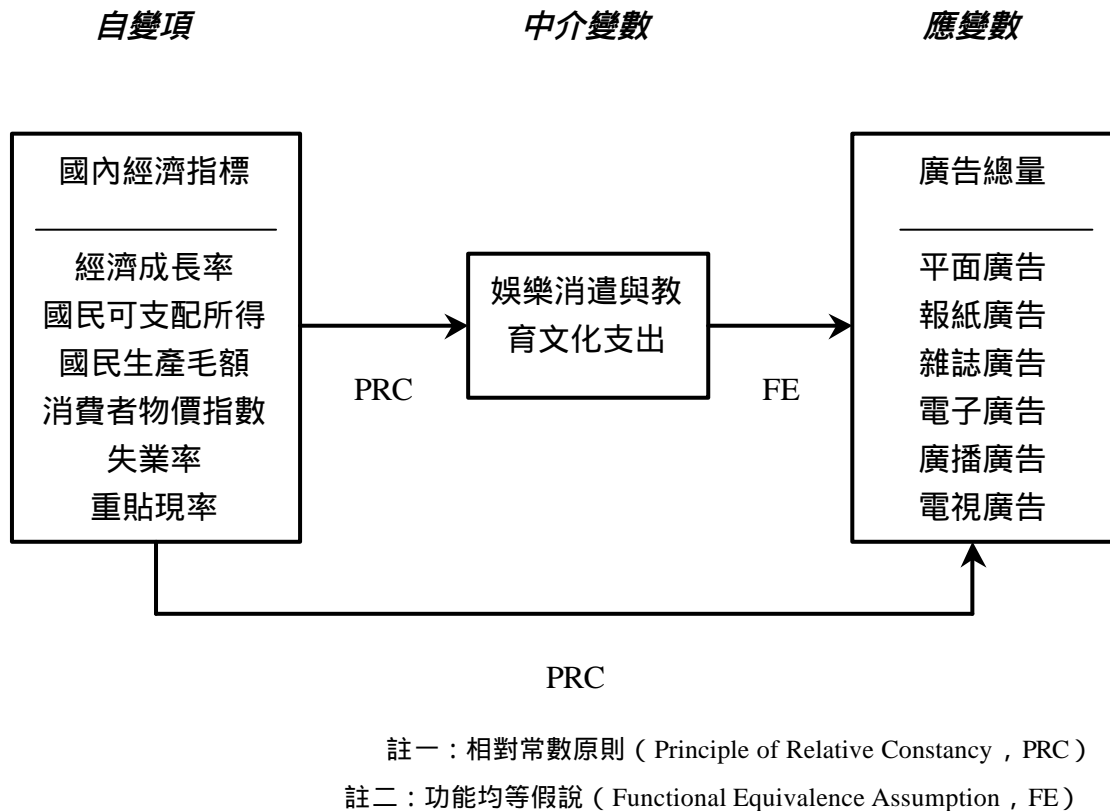 自變項
中介變數
應變數
國內經濟指標
經濟成長率
國民可支配所得
國民生產毛額
消費者物價指數
失業率
重貼現率
PRC
娛樂消遣與教
育文化支出
FE
廣告總量
平面廣告
報紙廣告
雜誌廣告
電子廣告
廣播廣告
電視廣告
PRC
註一：相對常數原則（Principle of Relative Constancy，PRC）
註二：功能均等假說（Functional Equivalence Assumption，FE）